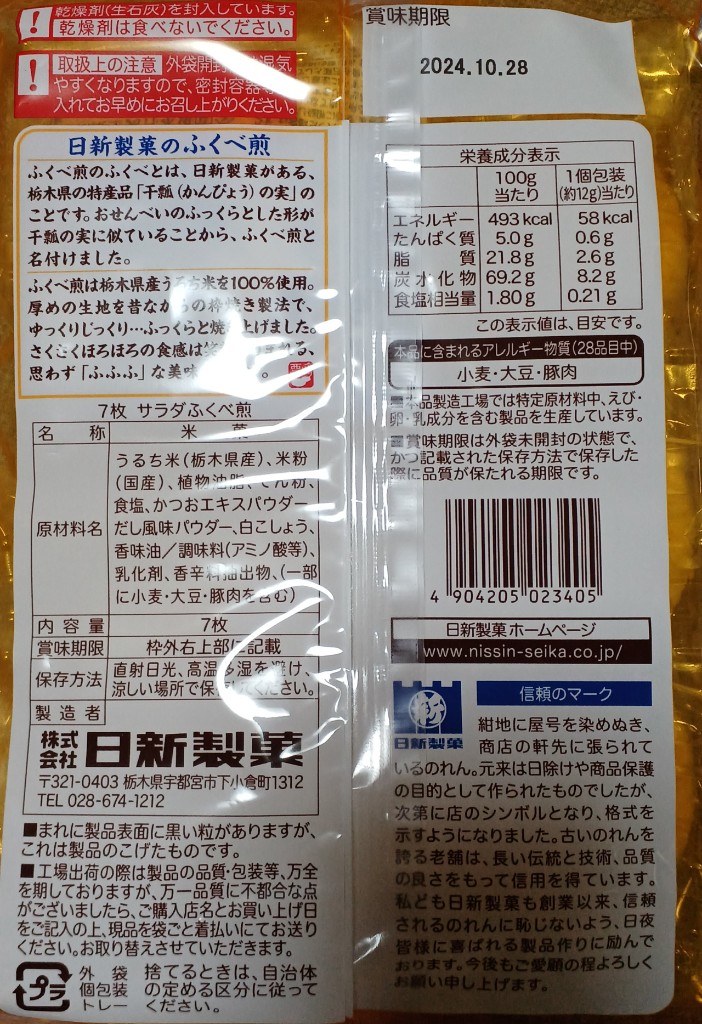 乾燥剤(生石灰)を封入しています。
乾燥剤は食べないでください。
取扱上の注意 外袋開封 湿気
やすくなりますので、密封容器
入れてお早めにお召し上がりください。
賞味期限
2024.10.28
日新製菓のふくべ煎
ふくべ煎のふくべとは、日新製菓がある、
栃木県の特産品「干瓢(かんぴょう)の実」の
ことです。おせんべいのふっくらとした形が
干瓢の実に似ていることから、ふくべ煎と
名付けました。
ふくべ煎は栃木県産うるち米を100%使用。
厚めの生地を昔ながらの枠焼き製法で、
ゆっくりじっくり…ふっくらと焼き上げました。
さくさくほろほろの食感は笑 れる、
思わず「ふふふ」な美味 。
7枚 サラダふくべ煎
名称 米菓
原材料名
うるち米(栃木県産)、米粉
(国産)、植物油脂、でん粉、
食塩、かつおエキスパウダー
だし風味パウダー、白こしょう、
香味油/調味料(アミノ酸等)、
乳化剤、香辛料抽出物、(一部
に小麦・大豆・豚肉を含む)
内容量 7枚
賞味期限 枠外右上部に記載
保存方法
直射日光、高温多湿を避け、
涼しい場所で保存してください。
製造者
株式会社 日新製菓
〒321-0403 栃木県宇都宮市下小倉町1312
TEL 028-674-1212
■まれに製品表面に黒い粒がありますが、
これは製品のこげたものです。
■工場出荷の際は製品の品質・包装等、万全
を期しておりますが、万一品質に不都合な点
がございましたら、ご購入店名とお買い上げ日
をご記入の上、現品を袋ごと着払いにてお送り
ください。お取り替えさせていただきます。
プラ
外袋
個包装
トレー
捨てるときは、自治体
の定める区分に従って
ください。
栄養成分表示
100g当たり 1個包装(約12g)当たり
エネルギー 493kcal 58kcal
たんぱく質 5.0g 0.6g
脂質 21.8g 2.6g
炭水化物 69.2g 8.2g
食塩相当量 1.80g 0.21g
この表示値は、目安です。
本品に含まれるアレルギー物質(28品目中)
小麦・大豆・豚肉
■本品製造工場では特定原材料中、えび・
卵・乳成分を含む製品を生産しています。
■賞味期限は外袋未開封の状態で、
かつ記載された保存方法で保存した
際に品質が保たれる期限です。
4 904205 023405
日新製菓ホームページ
www.nissin-seika.co.jp/
新
日新製菓
信頼のマーク
紺地に屋号を染めぬき、
商店の軒先に張られて
いるのれん。元来は日除けや商品保護
の目的として作られたものでしたが、
次第に店のシンボルとなり、格式を
示すようになりました。古いのれんを
誇る老舗は、長い伝統と技術、品質
の良さをもって信用を得ています。
私ども日新製菓も創業以来、信頼
されるのれんに恥じないよう、日夜
皆様に喜ばれる製品作りに励んで
おります。今後もご愛顧の程よろしく
お願い申し上げます。